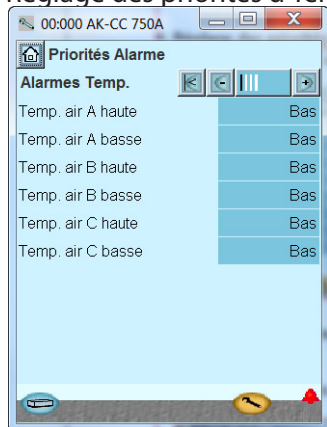 00:000 AK-CC 750A
Priorités Alarme
Alarmes Temp.
Temp. air A haute Bas
Temp. air A basse Bas
Temp. air B haute Bas
Temp. air B basse Bas
Temp. air C haute Bas
Temp. air C basse Bas